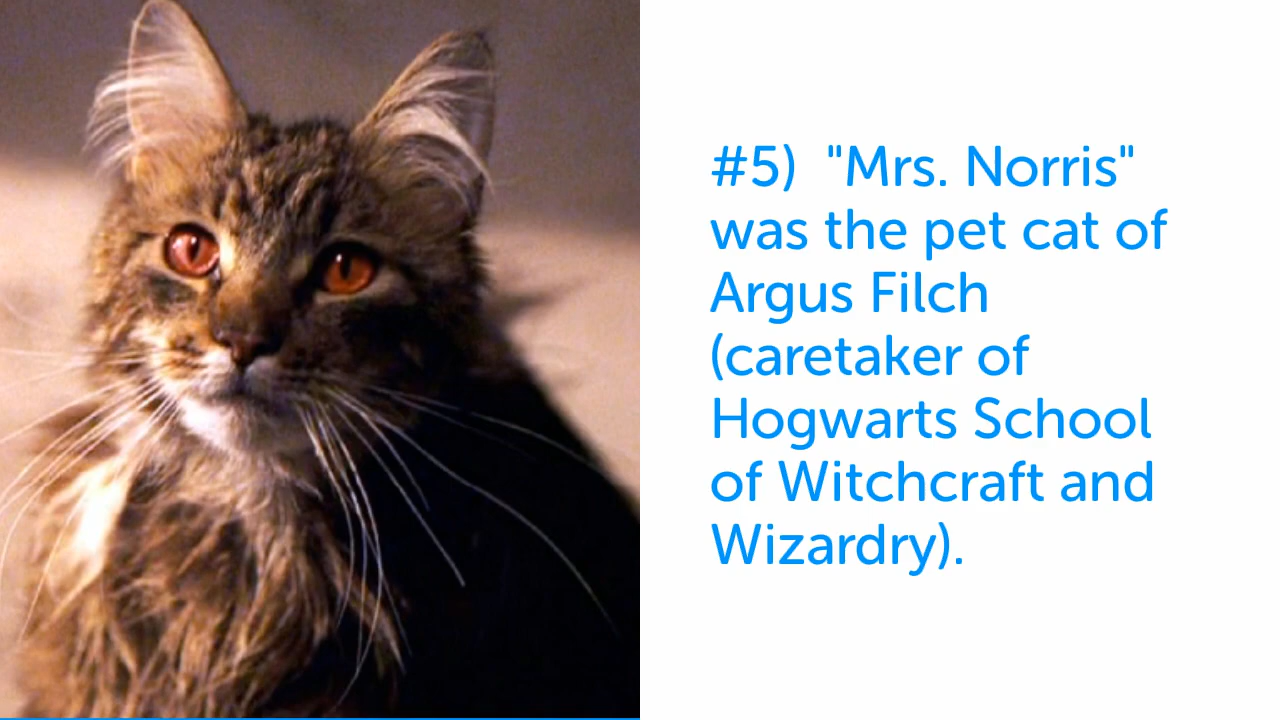 #5)  "Mrs. Norris"
was the pet cat of
Argus Filch
(caretaker of
Hogwarts School
of Witchcraft and
Wizardry).